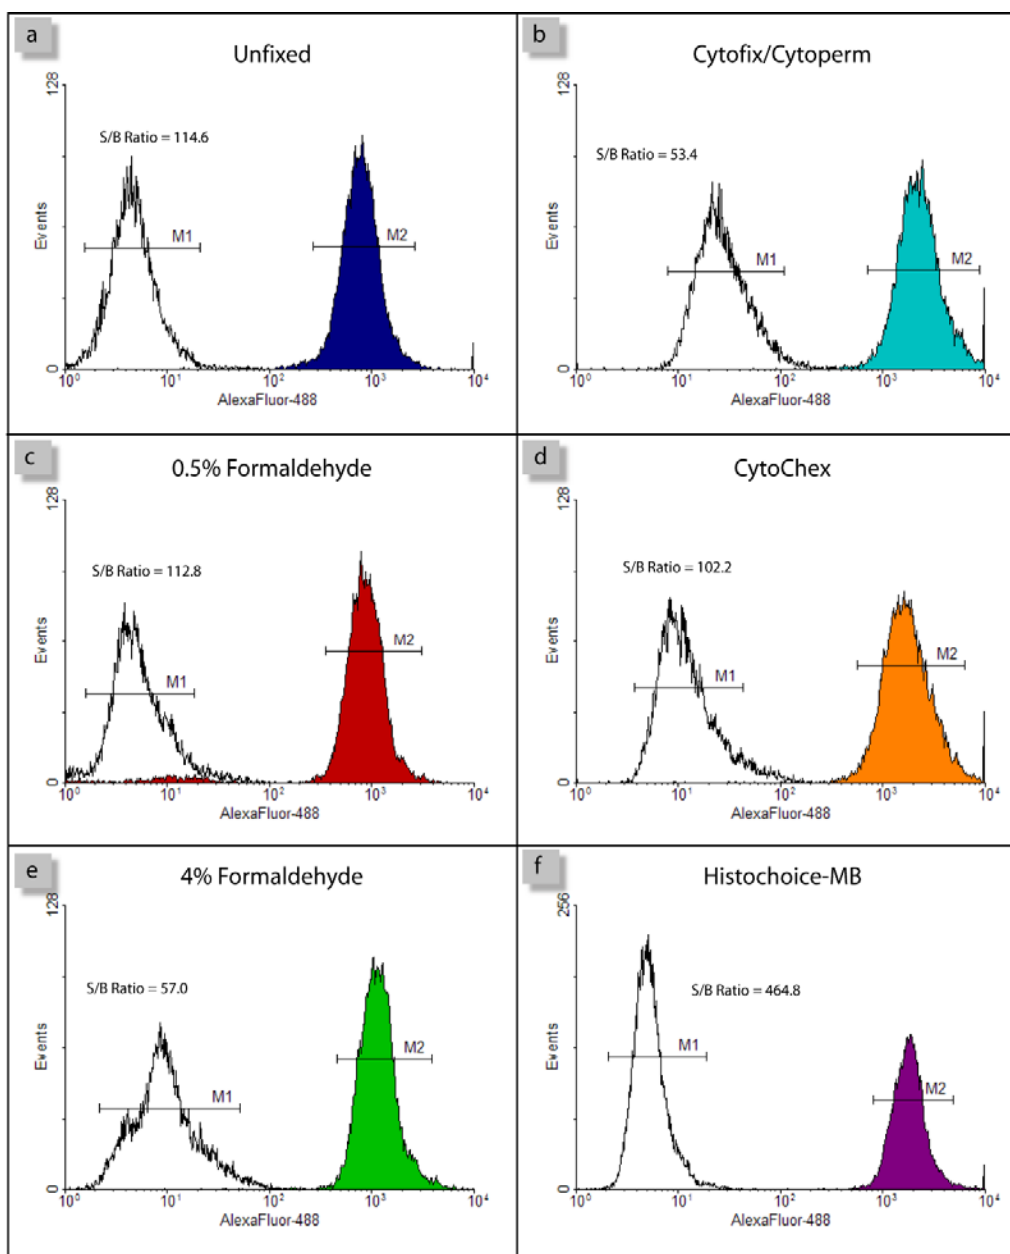 a
Unfixed
128
S/B Ratio = 114.6
Events
M1
M2
0
10⁰ 10¹ 10² 10³ 10⁴
AlexaFluor-488
b
Cytofix/Cytoperm
128
S/B Ratio = 53.4
Events
M1
M2
0
10⁰ 10¹ 10² 10³ 10⁴
AlexaFluor-488
c
0.5% Formaldehyde
128
S/B Ratio = 112.8
Events
M1
M2
0
10⁰ 10¹ 10² 10³ 10⁴
AlexaFluor-488
d
CytoChex
128
S/B Ratio = 102.2
Events
M1
M2
0
10⁰ 10¹ 10² 10³ 10⁴
AlexaFluor-488
e
4% Formaldehyde
128
S/B Ratio = 57.0
Events
M1
M2
0
10⁰ 10¹ 10² 10³ 10⁴
AlexaFluor-488
f
Histochoice-MB
256
S/B Ratio = 464.8
Events
M1
M2
0
10⁰ 10¹ 10² 10³ 10⁴
AlexaFluor-488